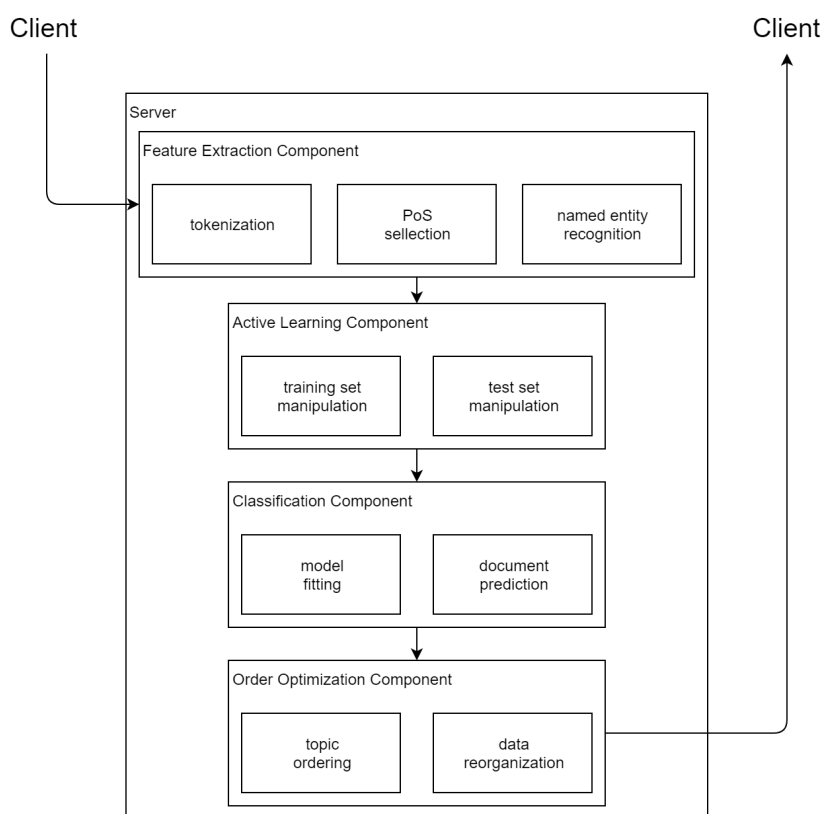 Client
Client
Server
Feature Extraction Component
tokenization
PoS
sellection
named entity
recognition
Active Learning Component
training set
manipulation
test set
manipulation
Classification Component
model
fitting
document
prediction
Order Optimization Component
topic
ordering
data
reorganization